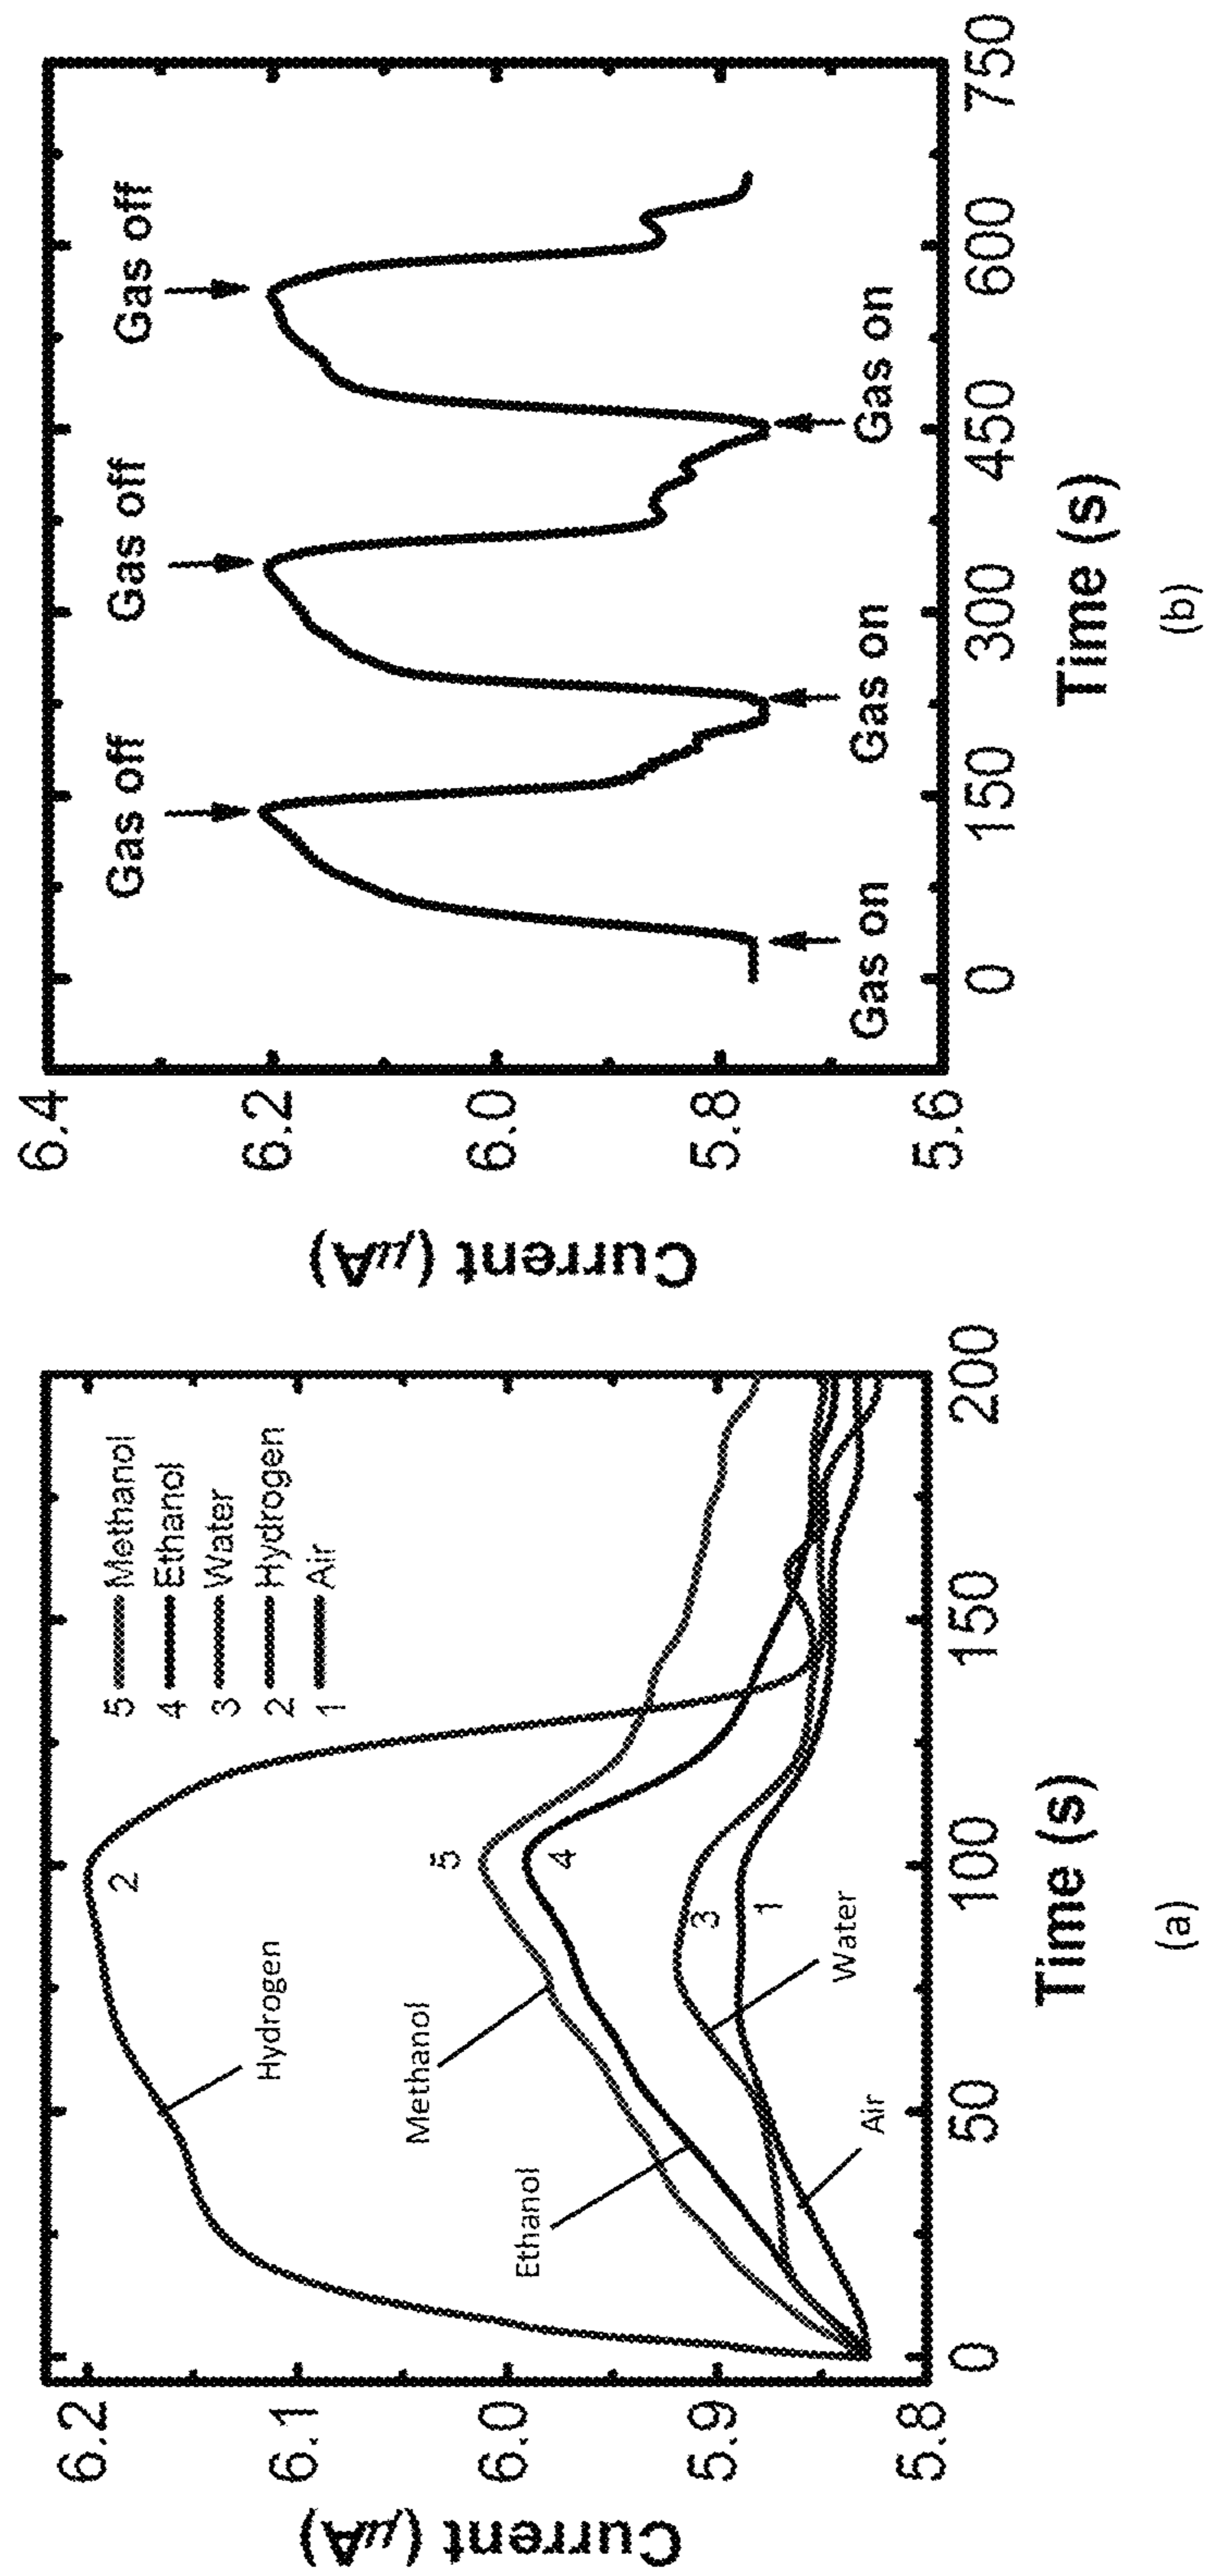 Current (μA)
6.2
6.1
6.0
5.9
5.8
5 Methanol
4 Ethanol
3 Water
2 Hydrogen
1 Air
2
Hydrogen
5
Methanol
4
Ethanol
3
1
Water
Air
0 50 100 150 200
Time (s)
(a)
Current (μA)
6.4
6.2
6.0
5.8
5.6
Gas off Gas off Gas off
Gas on Gas on Gas on
0 150 300 450 600 750
Time (s)
(b)